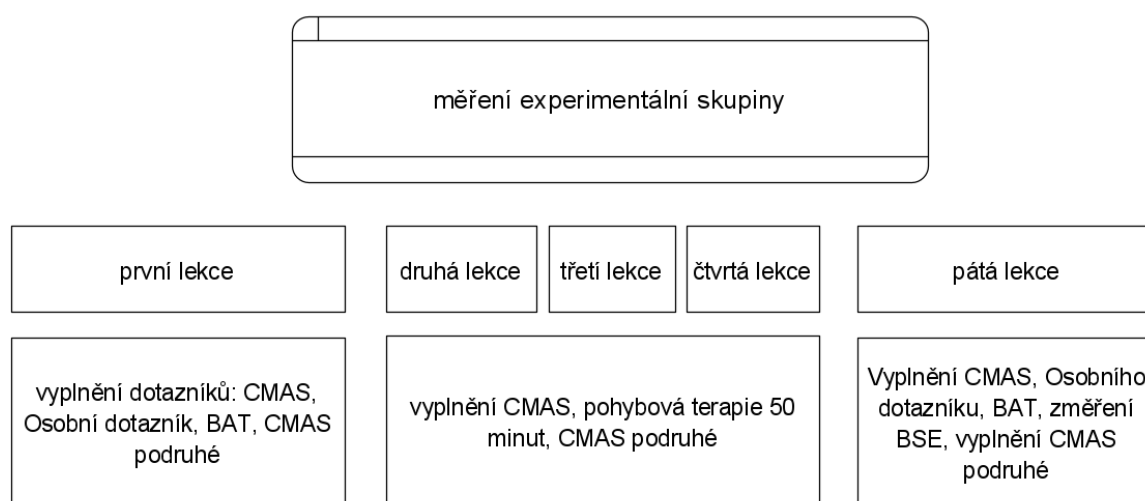 měření experimentální skupiny
první lekce
druhá lekce
třetí lekce
čtvrtá lekce
pátá lekce
vyplnění dotazníků: CMAS,
Osobní dotazník, BAT, CMAS
podruhé
vyplnění CMAS, pohybová terapie 50
minut, CMAS podruhé
Vyplnění CMAS, Osobního
dotazníku, BAT, změření
BSE, vyplnění CMAS
podruhé